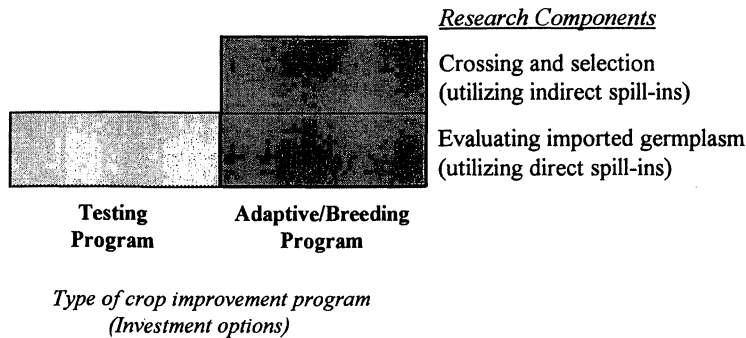 Research Components
Crossing and selection
(utilizing indirect spill-ins)
Evaluating imported germplasm
(utilizing direct spill-ins)
Testing
Program
Adaptive/Breeding
Program
Type of crop improvement program
(Investment options)